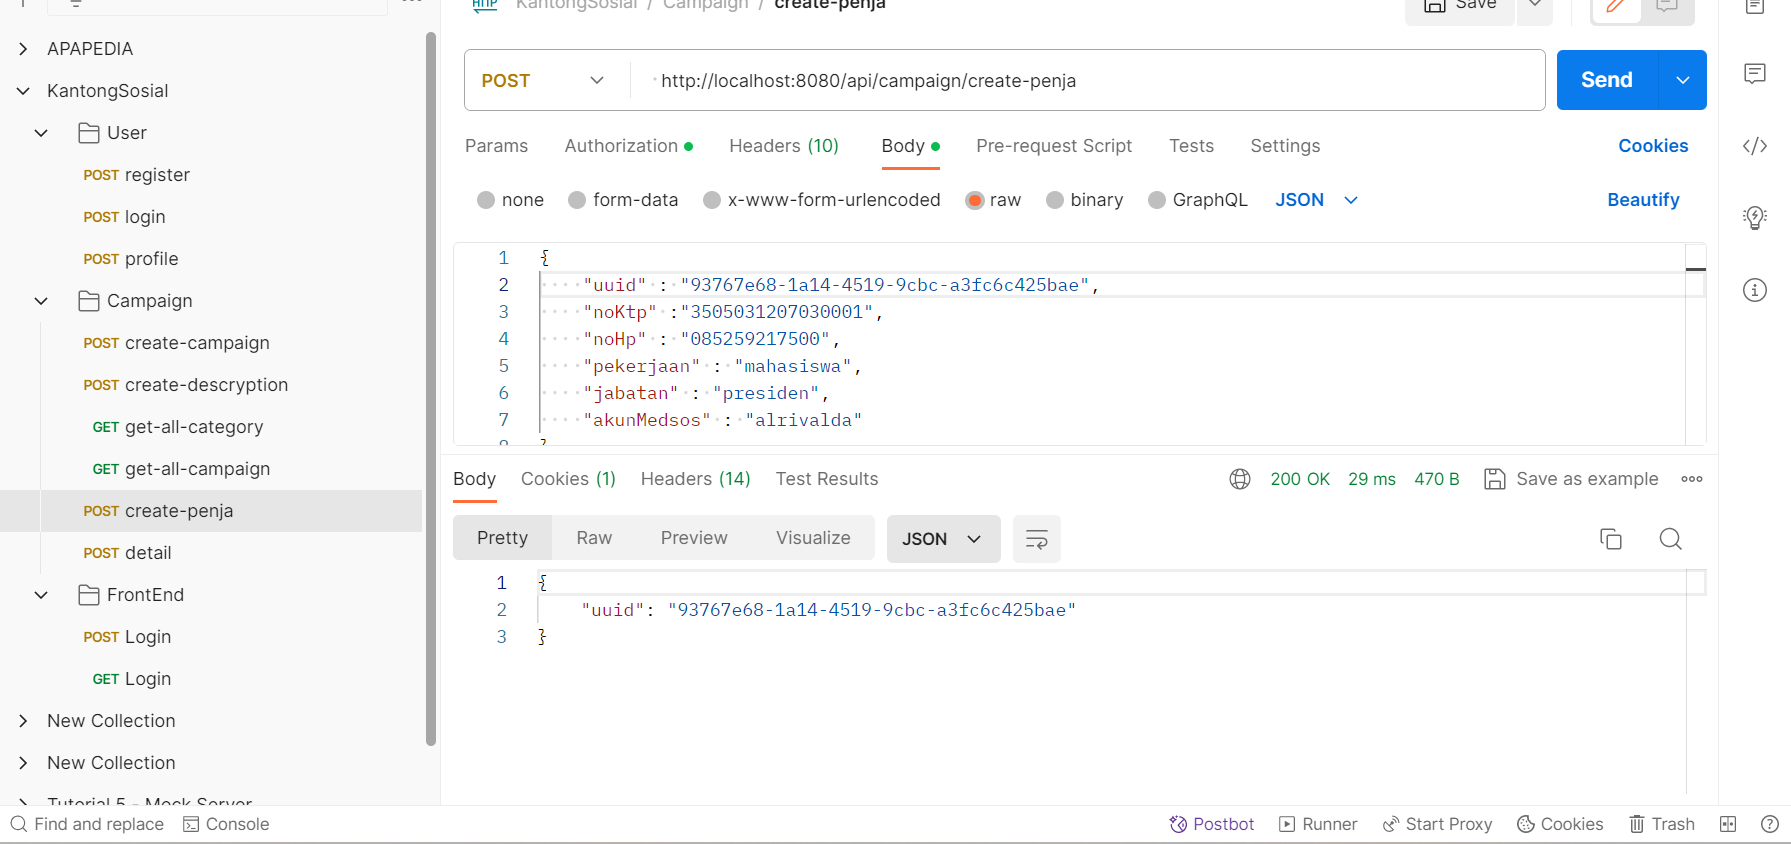 HTTP KantongSosial / Campaign / create-penja
Save
APAPEDIA
KantongSosial
User
POST register
POST login
POST profile
Campaign
POST create-campaign
POST create-descryption
GET get-all-category
GET get-all-campaign
POST create-penja
POST detail
FrontEnd
POST Login
GET Login
New Collection
New Collection
Tutorial 5 - Mock Server
POST http://localhost:8080/api/campaign/create-penja Send
Params Authorization Headers (10) Body Pre-request Script Tests Settings Cookies
none form-data x-www-form-urlencoded raw binary GraphQL JSON Beautify
1 {
2 "uuid" : "93767e68-1a14-4519-9cbc-a3fc6c425bae",
3 "noKtp" :"3505031207030001",
4 "noHp" : "085259217500",
5 "pekerjaan" : "mahasiswa",
6 "jabatan" : "presiden",
7 "akunMedsos" : "alrivalda"
8 }
Body Cookies (1) Headers (14) Test Results 200 OK 29 ms 470 B Save as example
Pretty Raw Preview Visualize JSON
1 {
2 "uuid": "93767e68-1a14-4519-9cbc-a3fc6c425bae"
3 }
Find and replace Console Postbot Runner Start Proxy Cookies Trash